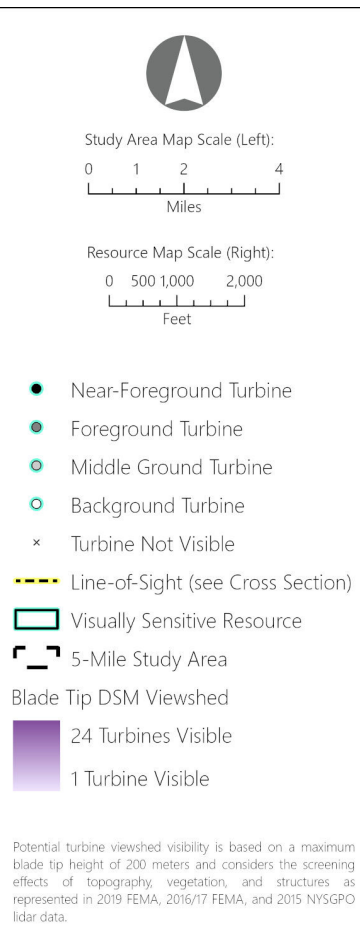 Study Area Map Scale (Left):
0 1 2 4
Miles
Resource Map Scale (Right):
0 500 1,000 2,000
Feet
Near-Foreground Turbine
Foreground Turbine
Middle Ground Turbine
Background Turbine
Turbine Not Visible
Line-of-Sight (see Cross Section)
Visually Sensitive Resource
5-Mile Study Area
Blade Tip DSM Viewshed
24 Turbines Visible
1 Turbine Visible
Potential turbine viewshed visibility is based on a maximum
blade tip height of 200 meters and considers the screening
effects of topography, vegetation, and structures as
represented in 2019 FEMA, 2016/17 FEMA, and 2015 NYSGPO
lidar data.